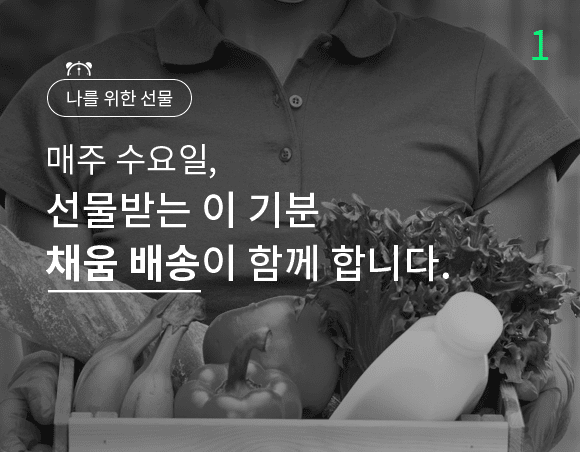 1
나를 위한 선물
매주 수요일,
선물받는 이 기분
채움 배송이 함께 합니다.